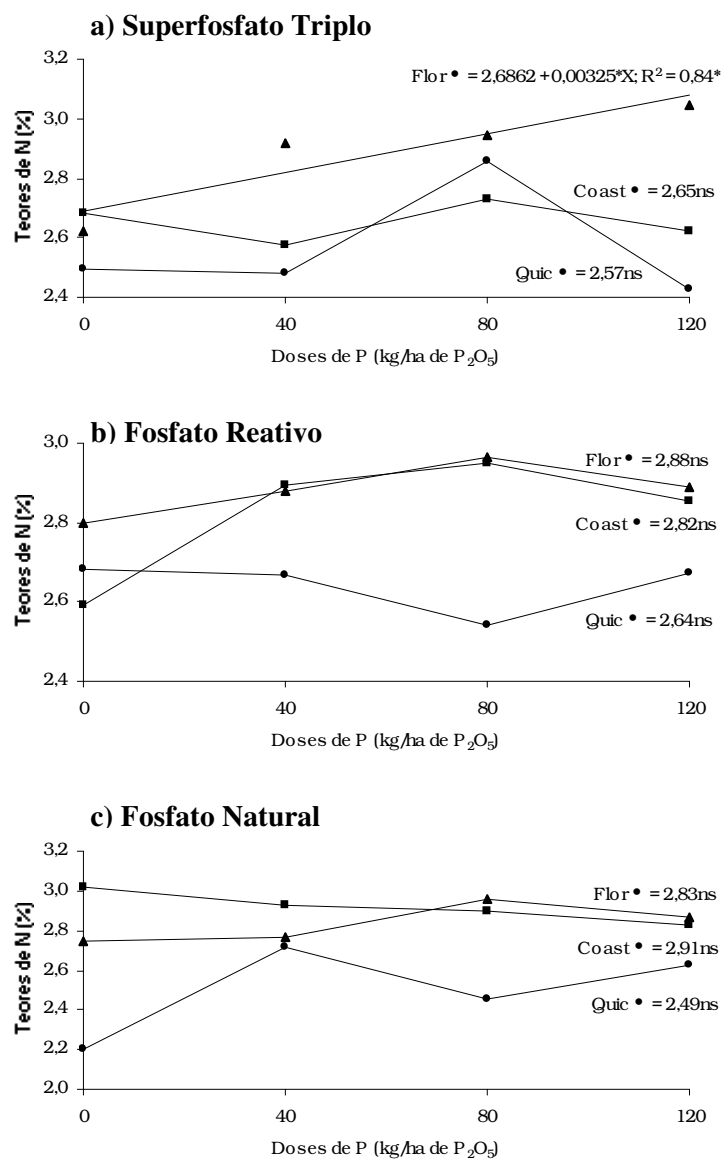 a) Superfosfato Triplo
3,2
Flor • = 2,6862 + 0,00325*X; R² = 0,84*
3,0
2,8
Coast • = 2,65ns
2,6
Quic • = 2,57ns
2,4
Teores de N (%)
0 40 80 120
Doses de P (kg/ha de P₂O₅)
b) Fosfato Reativo
3,0
Flor • = 2,88ns
2,8
Coast • = 2,82ns
2,6
Quic • = 2,64ns
2,4
Teores de N (%)
0 40 80 120
Doses de P (kg/ha de P₂O₅)
c) Fosfato Natural
3,2
3,0
Flor • = 2,83ns
2,8
Coast • = 2,91ns
2,6
Quic • = 2,49ns
2,4
2,2
2,0
Teores de N (%)
0 40 80 120
Doses de P (kg/ha de P₂O₅)